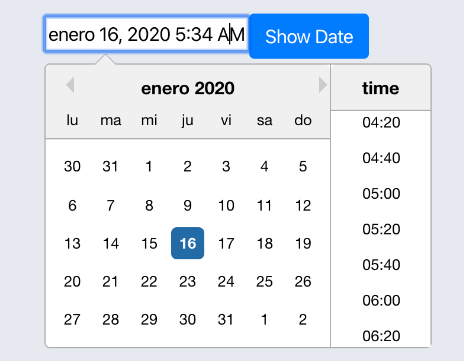 enero 16, 2020 5:34 AM Show Date
enero 2020 time
lu ma mi ju vi sa do
04:20
04:40
05:00
05:20
05:40
06:00
06:20
30 31 1 2 3 4 5
6 7 8 9 10 11 12
13 14 15 16 17 18 19
20 21 22 23 24 25 26
27 28 29 30 31 1 2